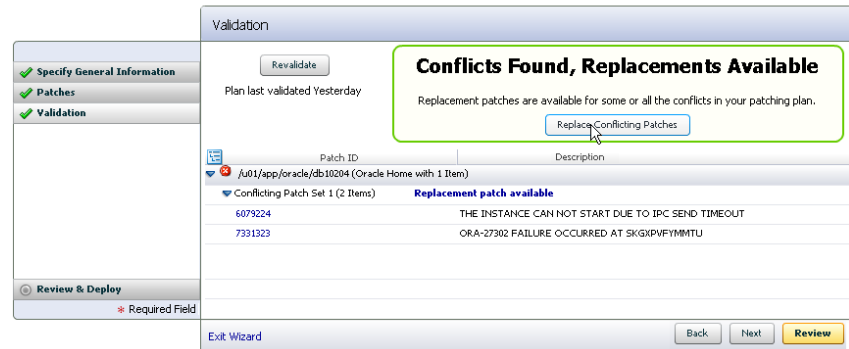 Validation
Specify General Information
Patches
Validation
Review & Deploy
* Required Field
Revalidate
Plan last validated Yesterday
Conflicts Found, Replacements Available
Replacement patches are available for some or all the conflicts in your patching plan.
Replace Conflicting Patches
Patch ID Description
/u01/app/oracle/db10204 (Oracle Home with 1 Item)
Conflicting Patch Set 1 (2 Items) Replacement patch available
6079224 THE INSTANCE CAN NOT START DUE TO IPC SEND TIMEOUT
7331323 ORA-27302 FAILURE OCCURRED AT SKGXPVFYMMTU
Exit Wizard Back Next Review